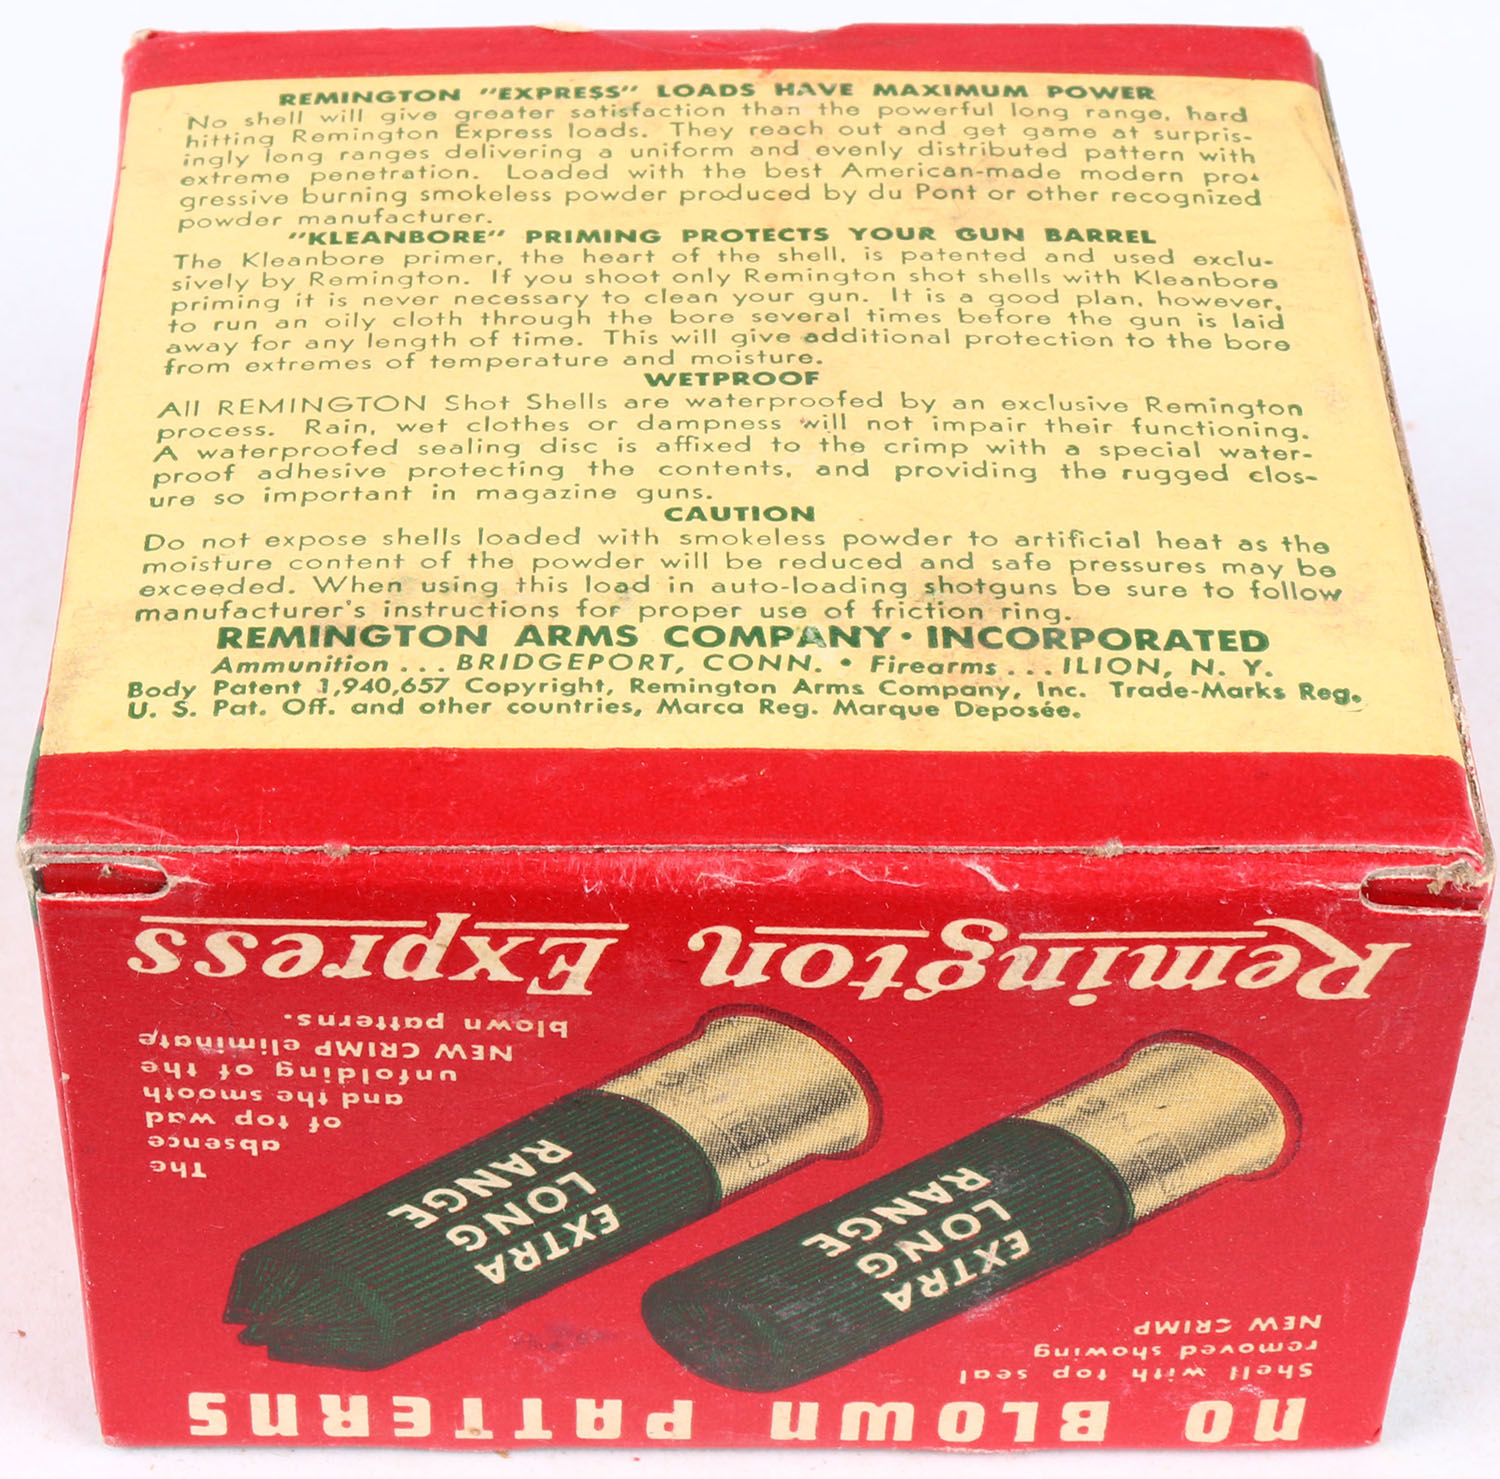 REMINGTON "EXPRESS" LOADS HAVE MAXIMUM POWER
No shell will give greater satisfaction than the powerful long range, hard
hitting Remington Express loads. They reach out and get game at surpris-
ingly long ranges delivering a uniform and evenly distributed pattern with
extreme penetration. Loaded with the best American-made modern pro-
gressive burning smokeless powder produced by du Pont or other recognized
powder manufacturer.
"KLEANBORE" PRIMING PROTECTS YOUR GUN BARREL
The Kleanbore primer, the heart of the shell, is patented and used exclu-
sively by Remington. If you shoot only Remington shot shells with Kleanbore
priming it is never necessary to clean your gun. It is a good plan, however,
to run an oily cloth through the bore several times before the gun is laid
away for any length of time. This will give additional protection to the bore
from extremes of temperature and moisture.
WETPROOF
All REMINGTON Shot Shells are waterproofed by an exclusive Remington
process. Rain, wet clothes or dampness will not impair their functioning.
A waterproofed sealing disc is affixed to the crimp with a special water-
proof adhesive protecting the contents, and providing the rugged clos-
ure so important in magazine guns.
CAUTION
Do not expose shells loaded with smokeless powder to artificial heat as the
moisture content of the powder will be reduced and safe pressures may be
exceeded. When using this load in auto-loading shotguns be sure to follow
manufacturer's instructions for proper use of friction ring.
REMINGTON ARMS COMPANY • INCORPORATED
Ammunition . . . BRIDGEPORT, CONN. • Firearms . . . ILION, N. Y.
Body Patent 1,940,657 Copyright, Remington Arms Company, Inc. Trade-Marks Reg.
U. S. Pat. Off. and other countries, Marca Reg. Marque Deposée.
NO BLOWN PATTERNS
Shell with top seal
removed showing
NEW CRIMP
EXTRA
LONG
RANGE
EXTRA
LONG
RANGE
The
absence
of top wad
and the smooth
unfolding of the
NEW CRIMP eliminate
blown patterns.
Remington Express